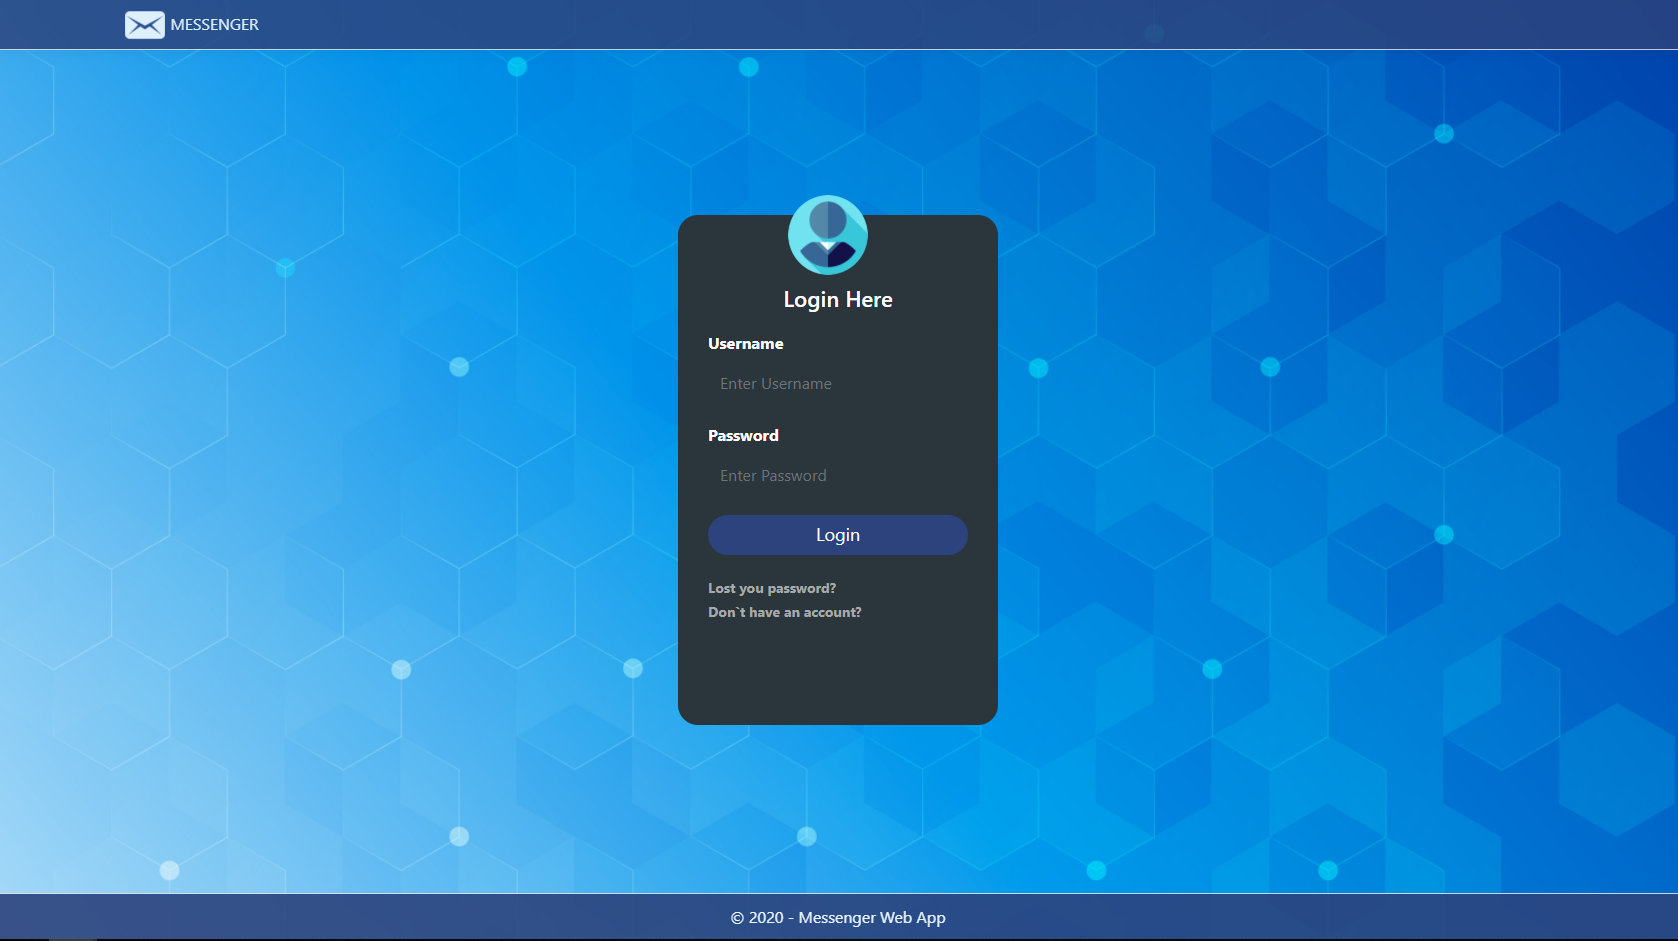 MESSENGER
Login Here
Username
Enter Username
Password
Enter Password
Login
Lost you password?
Don`t have an account?
© 2020 - Messenger Web App